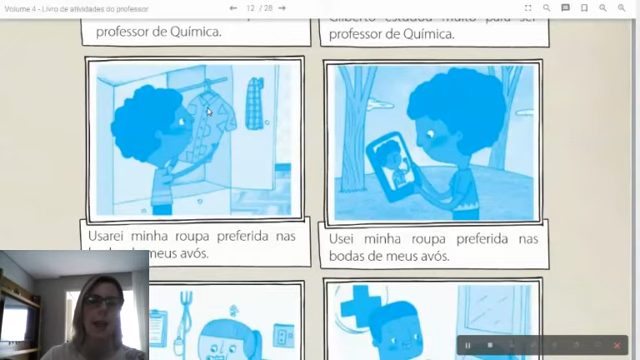 Volume 4 - Livro de atividades do professor
12 / 28
professor de Química.
Gilberto estudou muito para ser
professor de Química.
Usarei minha roupa preferida nas
de meus avós.
Usei minha roupa preferida nas
bodas de meus avós.